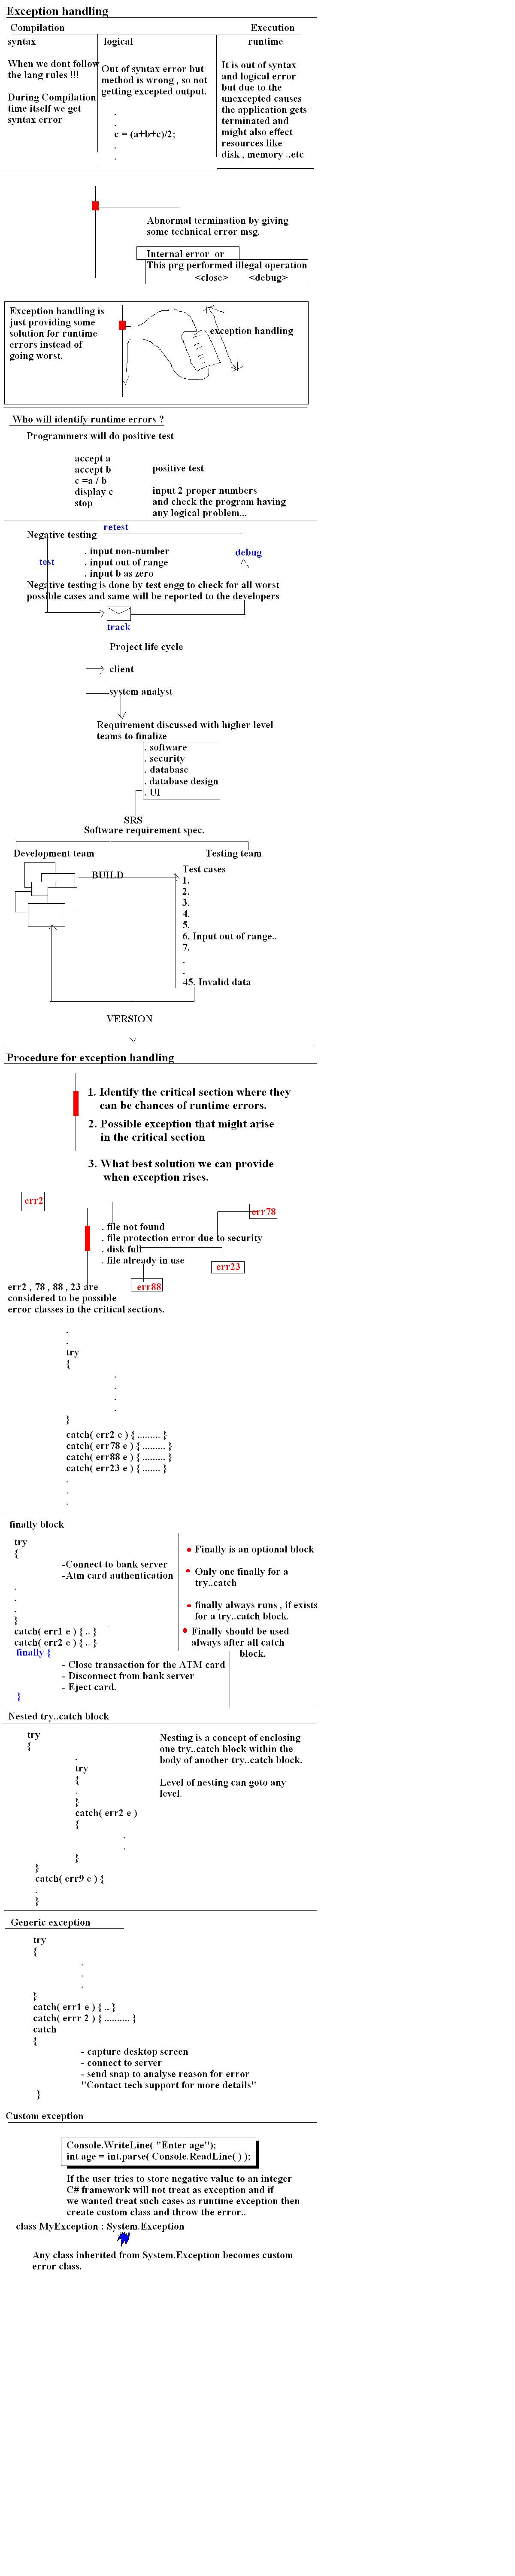 Exception handling
Compilation
Execution
syntax
logical
runtime
When we dont follow
the lang rules !!!
During Compilation
time itself we get
syntax error
Out of syntax error but
method is wrong , so not
getting excepted output.
.
.
c = (a+b+c)/2;
.
.
It is out of syntax
and logical error
but due to the
unexcepted causes
the application gets
terminated and
might also effect
resources like
disk , memory ..etc
Abnormal termination by giving
some technical error msg.
Internal error  or
This prg performed illegal operation
<close> <debug>
Exception handling is
just providing some
solution for runtime
errors instead of
going worst.
exception handling
Who will identify runtime errors ?
Programmers will do positive test
accept a
accept b
c =a / b
display c
stop
positive test
input 2 proper numbers
and check the program having
any logical problem...
retest
Negative testing
test
. input non-number
. input out of range
. input b as zero
debug
Negative testing is done by test engg to check for all worst
possible cases and same will be reported to the developers
track
Project life cycle
client
system analyst
Requirement discussed with higher level
teams to finalize
. software
. security
. database
. database design
. UI
SRS
Software requirement spec.
Development team
Testing team
BUILD
Test cases
1.
2.
3.
4.
5.
6. Input out of range..
7.
.
.
45. Invalid data
VERSION
Procedure for exception handling
1. Identify the critical section where they
can be chances of runtime errors.
2. Possible exception that might arise
in the critical section
3. What best solution we can provide
when exception rises.
err2
err78
. file not found
. file protection error due to security
. disk full
. file already in use
err23
err88
err2 , 78 , 88 , 23 are
considered to be possible
error classes in the critical sections.
.
.
try
{
.
.
.
.
}
catch( err2 e ) { ......... }
catch( err78 e ) { ......... }
catch( err88 e ) { ......... }
catch( err23 e ) { ....... }
.
.
.
finally block
try
{
-Connect to bank server
-Atm card authentication
.
.
.
}
catch( err1 e ) { .. }
catch( err2 e ) { .. }
finally {
- Close transaction for the ATM card
- Disconnect from bank server
- Eject card.
}
Finally is an optional block
Only one finally for a
try..catch
finally always runs , if exists
for a try..catch block.
Finally should be used
always after all catch
block.
Nested try..catch block
try
{
.
try
{
.
}
catch( err2 e )
{
.
.
}
}
catch( err9 e ) {
.
}
Nesting is a concept of enclosing
one try..catch block within the
body of another try..catch block.
Level of nesting can goto any
level.
Generic exception
try
{
.
.
.
}
catch( err1 e ) { .. }
catch( errr 2 ) { .......... }
catch
{
- capture desktop screen
- connect to server
- send snap to analyse reason for error
"Contact tech support for more details"
}
Custom exception
Console.WriteLine( "Enter age");
int age = int.parse( Console.ReadLine( ) );
If the user tries to store negative value to an integer
C# framework will not treat as exception and if
we wanted treat such cases as runtime exception then
create custom class and throw the error..
class MyException : System.Exception
Any class inherited from System.Exception becomes custom
error class.